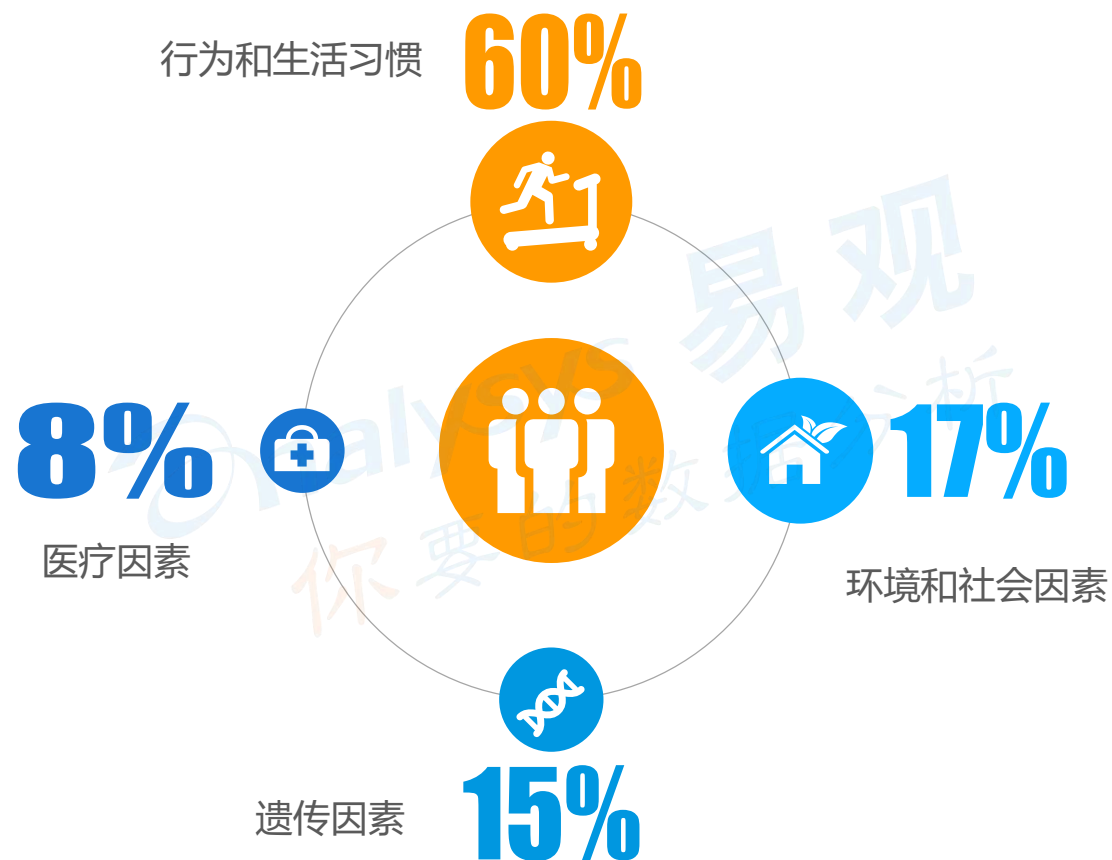 行为和生活习惯
60%
8%
17%
医疗因素
环境和社会因素
15%
遗传因素
analysys 易观
你要的数据分析